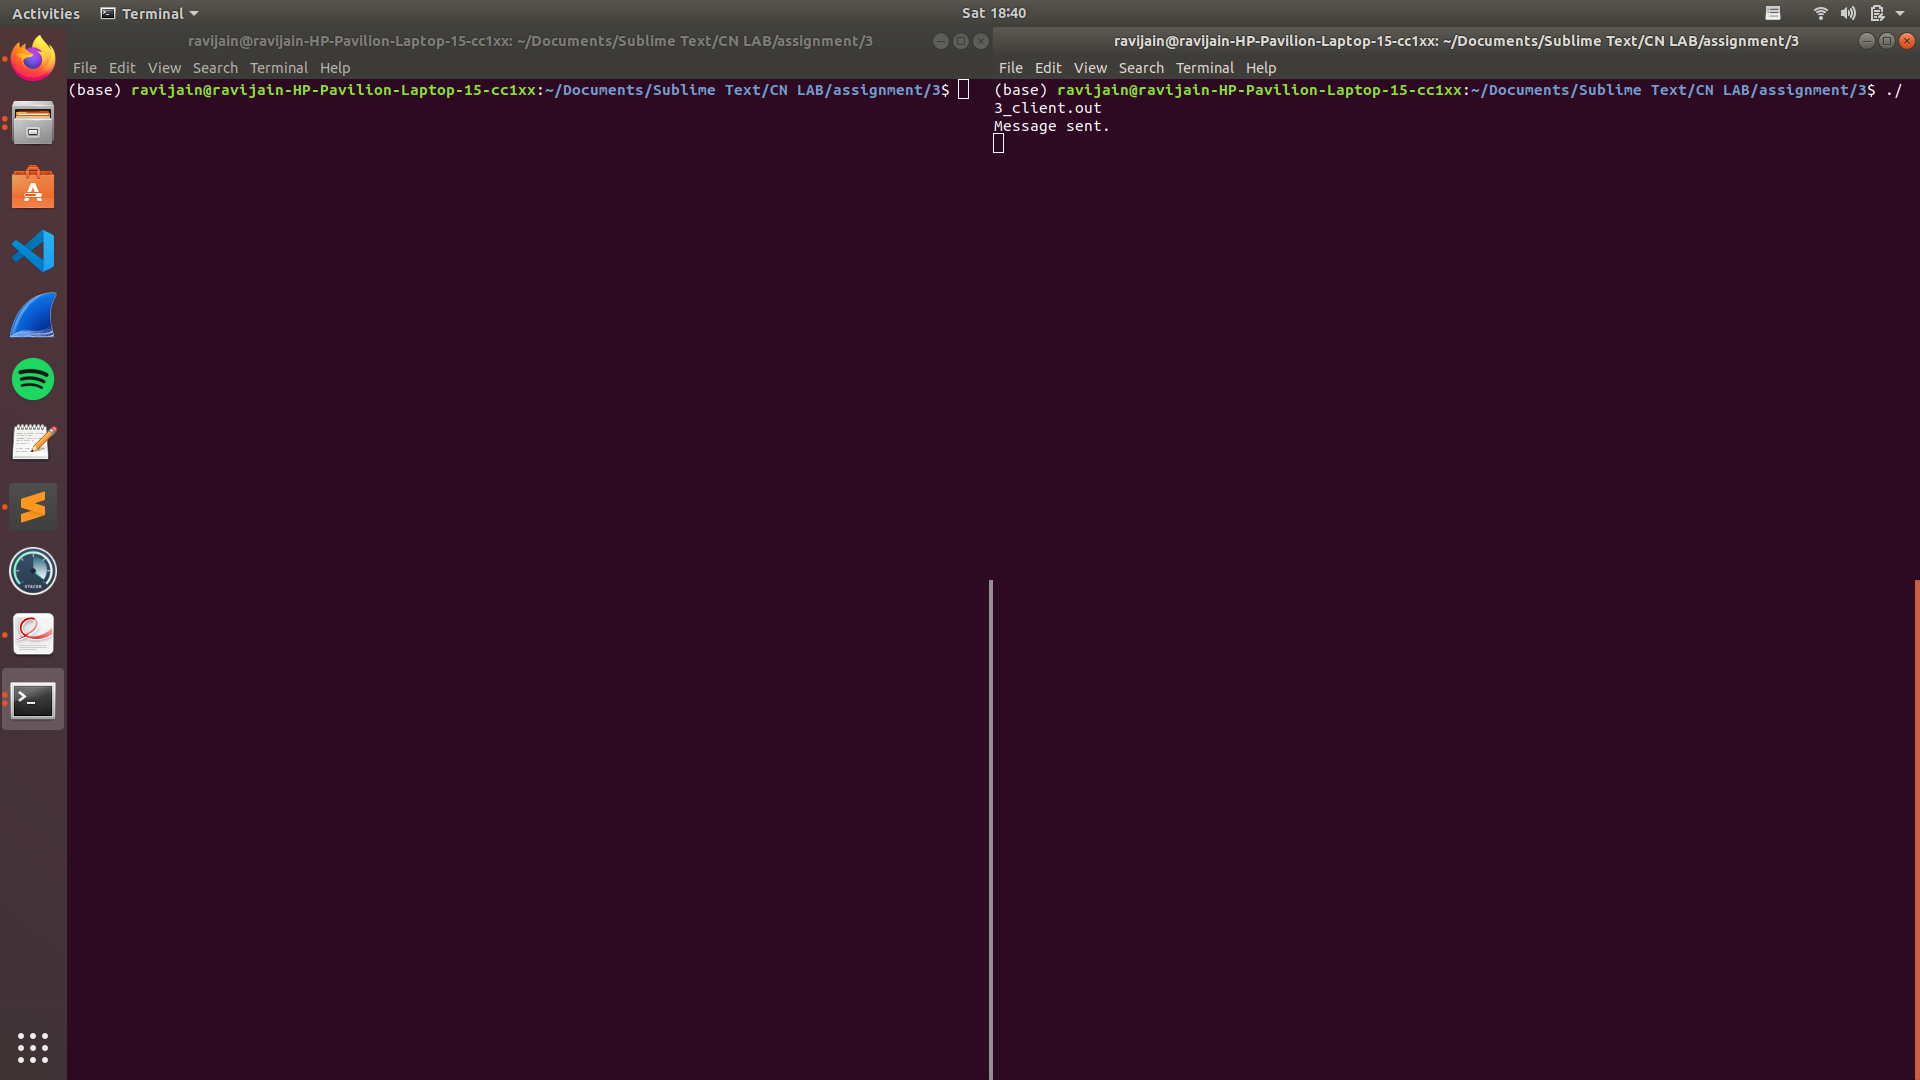 Activities Terminal Sat 18:40
ravijain@ravijain-HP-Pavilion-Laptop-15-cc1xx: ~/Documents/Sublime Text/CN LAB/assignment/3
File Edit View Search Terminal Help
(base) ravijain@ravijain-HP-Pavilion-Laptop-15-cc1xx:~/Documents/Sublime Text/CN LAB/assignment/3$
ravijain@ravijain-HP-Pavilion-Laptop-15-cc1xx: ~/Documents/Sublime Text/CN LAB/assignment/3
File Edit View Search Terminal Help
(base) ravijain@ravijain-HP-Pavilion-Laptop-15-cc1xx:~/Documents/Sublime Text/CN LAB/assignment/3$ ./
3_client.out
Message sent.
STACER